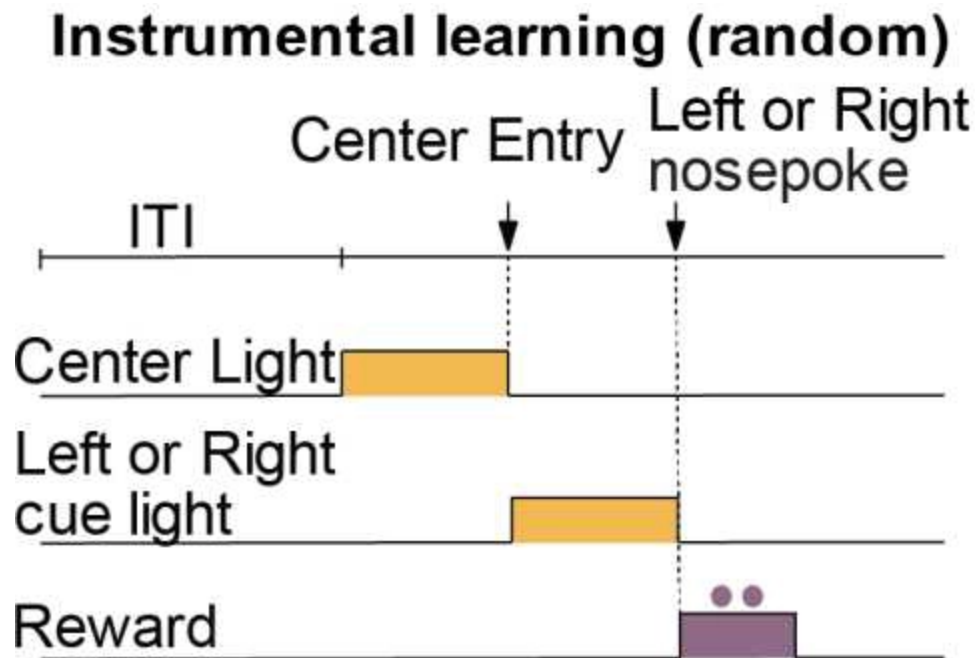 Instrumental learning (random)
Left or Right
Center Entry
nosepoke
ITI
Center Light
Left or Right
cue light
Reward